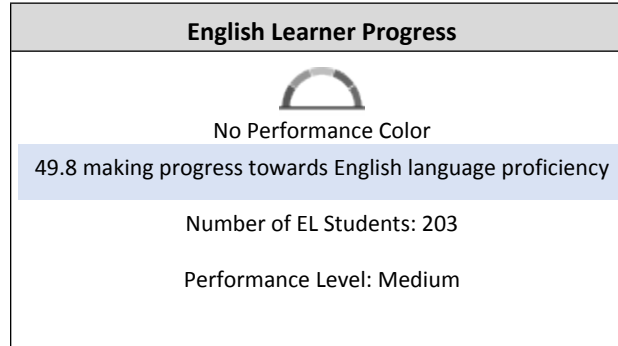 English Learner Progress
No Performance Color
49.8 making progress towards English language proficiency
Number of EL Students: 203
Performance Level: Medium